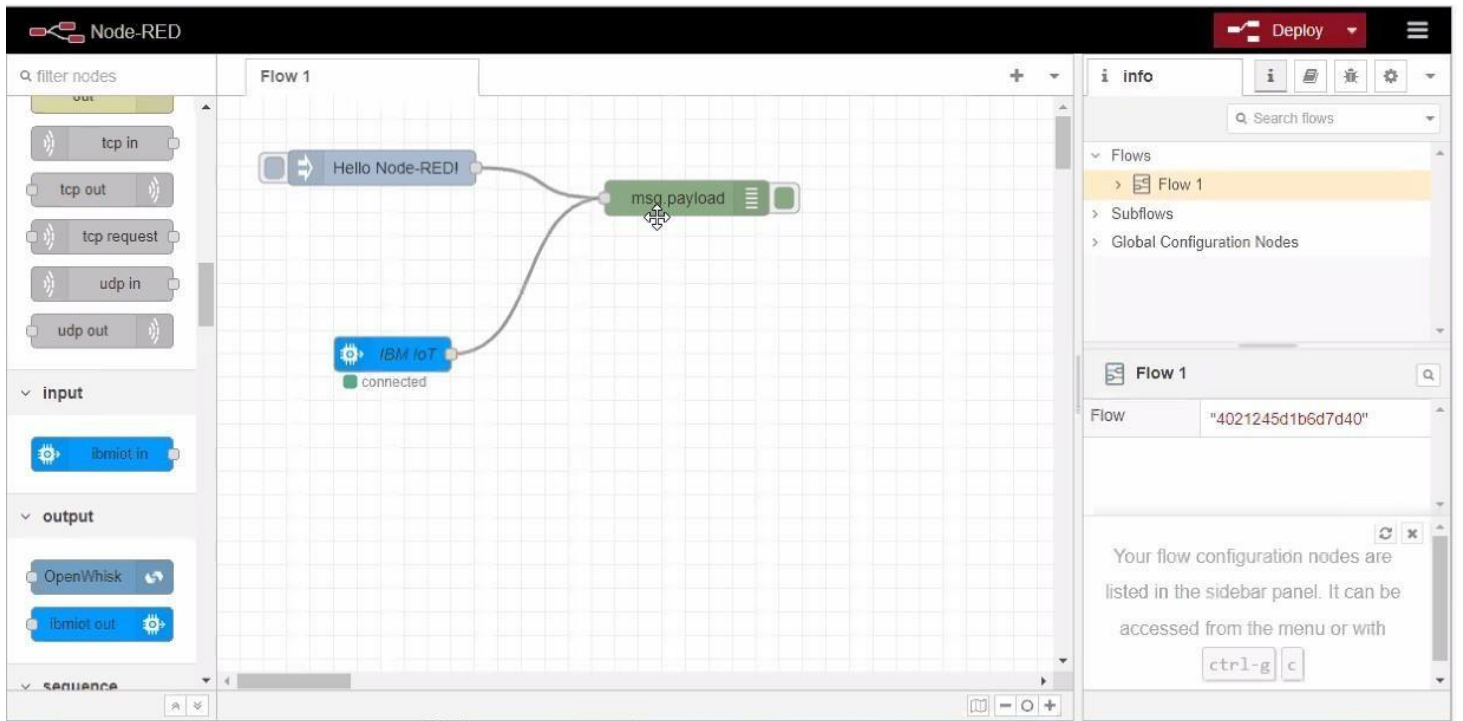 Node-RED
Deploy
filter nodes
Flow 1
i info
i
out
tcp in
tcp out
tcp request
udp in
udp out
input
ibmiot in
output
OpenWhisk
ibmiot out
sequence
Hello Node-RED!
msg.payload
IBM IoT
connected
Search flows
Flows
Flow 1
Subflows
Global Configuration Nodes
Flow 1
Flow "4021245d1b6d7d40"
Your flow configuration nodes are
listed in the sidebar panel. It can be
accessed from the menu or with
ctrl-g c